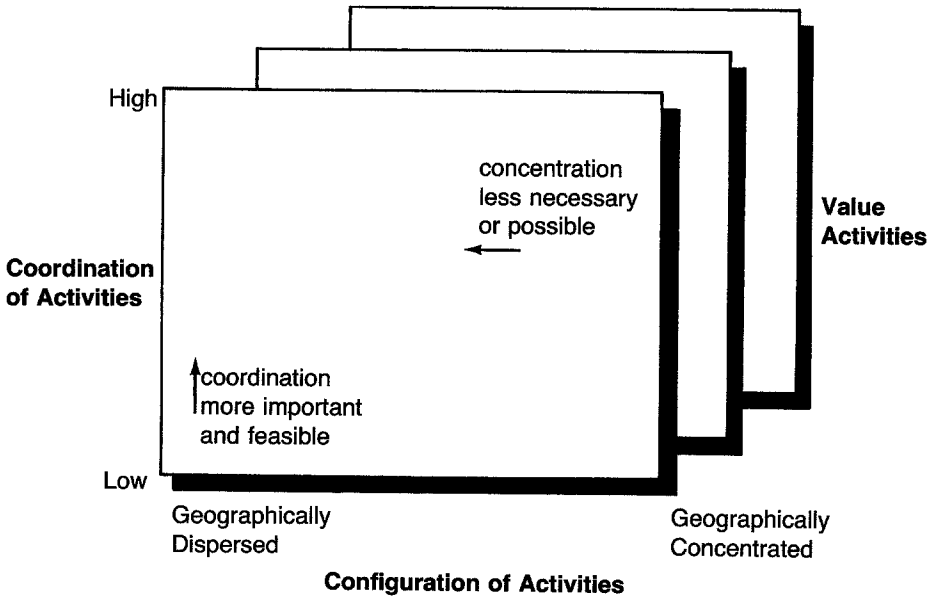 High
concentration
less necessary
or possible
Value
Activities
Coordination
of Activities
coordination
more important
and feasible
Low
Geographically
Dispersed
Geographically
Concentrated
Configuration of Activities